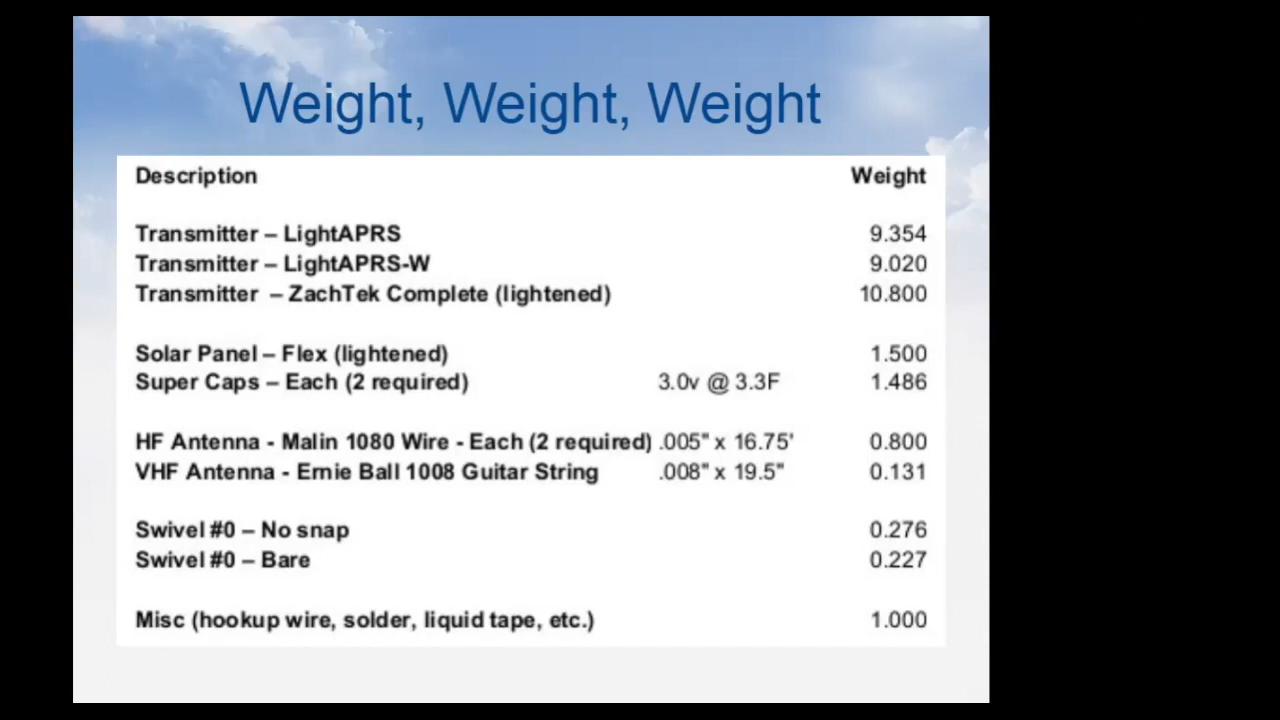 Weight, Weight, Weight
Description Weight
Transmitter – LightAPRS 9.354
Transmitter – LightAPRS-W 9.020
Transmitter – ZachTek Complete (lightened) 10.800
Solar Panel – Flex (lightened) 1.500
Super Caps – Each (2 required) 3.0v @ 3.3F 1.486
HF Antenna - Malin 1080 Wire - Each (2 required) .005" x 16.75' 0.800
VHF Antenna - Ernie Ball 1008 Guitar String .008" x 19.5" 0.131
Swivel #0 – No snap 0.276
Swivel #0 – Bare 0.227
Misc (hookup wire, solder, liquid tape, etc.) 1.000